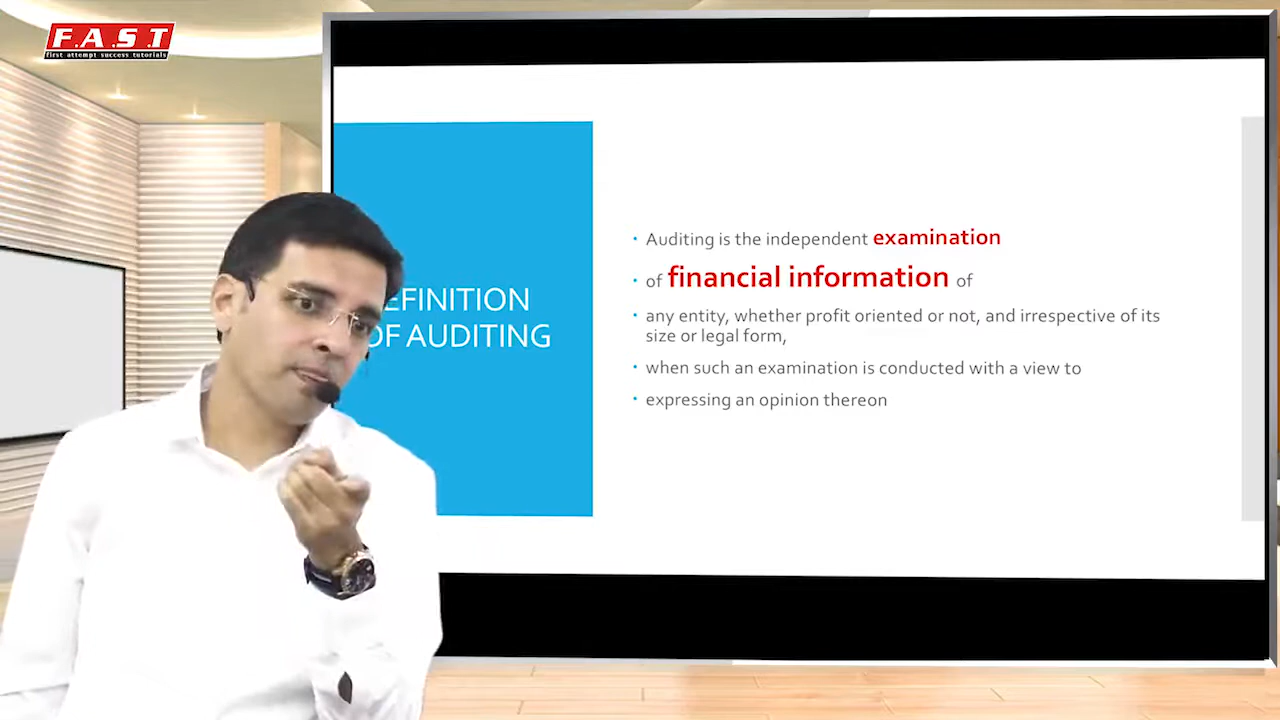 F.A.S.T
first attempt success tutorials
EFINITION
OF AUDITING
• Auditing is the independent examination
• of financial information of
• any entity, whether profit oriented or not, and irrespective of its
size or legal form,
• when such an examination is conducted with a view to
• expressing an opinion thereon